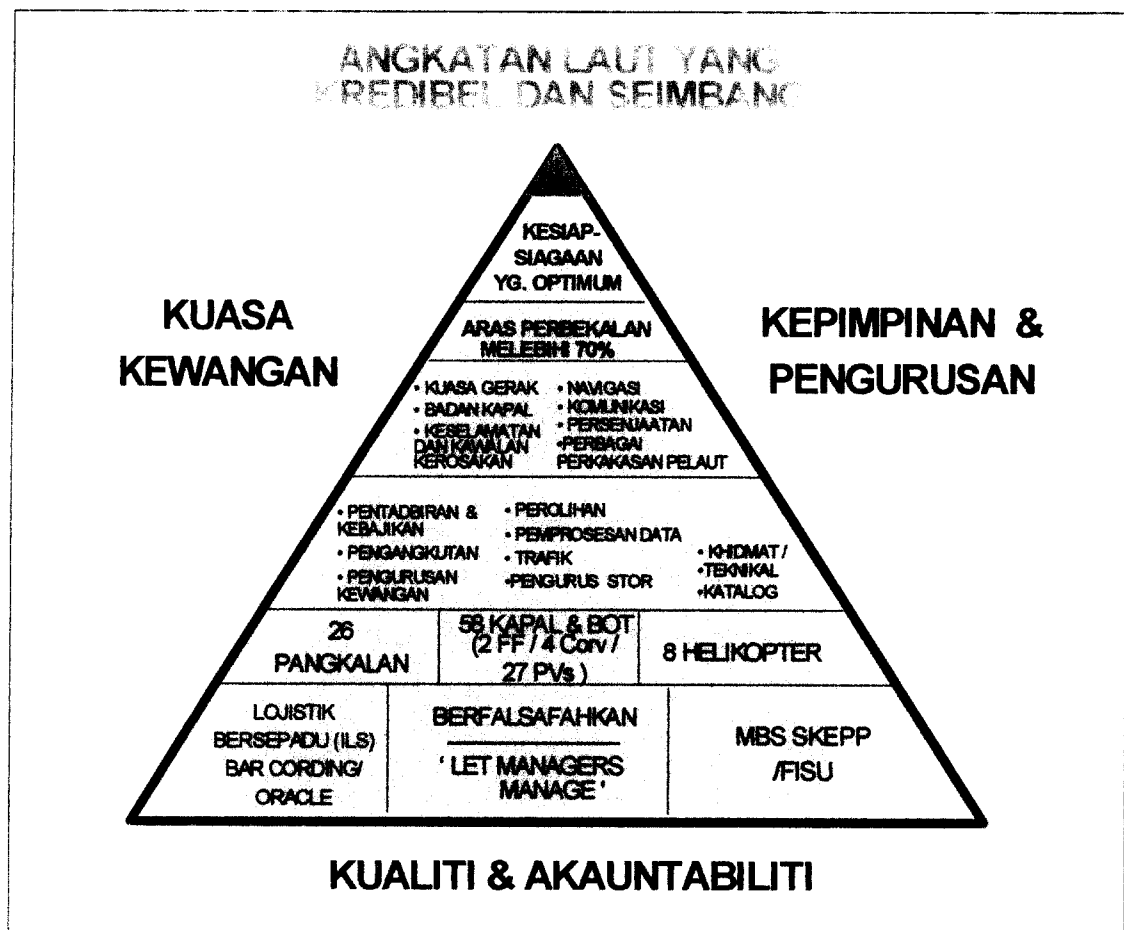 ANGKATAN LAUT YANG
KREDIBEL DAN SEIMBANG
KESIAP-
SIAGAAN
YG. OPTIMUM
KUASA
KEWANGAN
KEPIMPINAN &
PENGURUSAN
ARAS PERBEKALAN
MELEBIHI 70%
• KUASA GERAK
• BADAN KAPAL
• KESELAMATAN
DAN KAWALAN
KEROSAKAN
• NAVIGASI
• KOMUNIKASI
• PERSENJAATAN
•PERBAGAI
PERKAKASAN PELAUT
• PENTADBIRAN &
KEBAJIKAN
• PENGANGKUTAN
• PENGURUSAN
KEWANGAN
• PEROLIHAN
• PEMPROSESAN DATA
• TRAFIK
•PENGURUS STOR
• KHIDMAT /
•TEKNIKAL
•KATALOG
26
PANGKALAN
58 KAPAL & BOT
(2 FF / 4 Corv /
27 PVs )
8 HELIKOPTER
LOJISTIK
BERSEPADU (ILS)
BAR CORDING/
ORACLE
BERFALSAFAHKAN
' LET MANAGERS
MANAGE '
MBS SKEPP
/FISU
KUALITI & AKAUNTABILITI